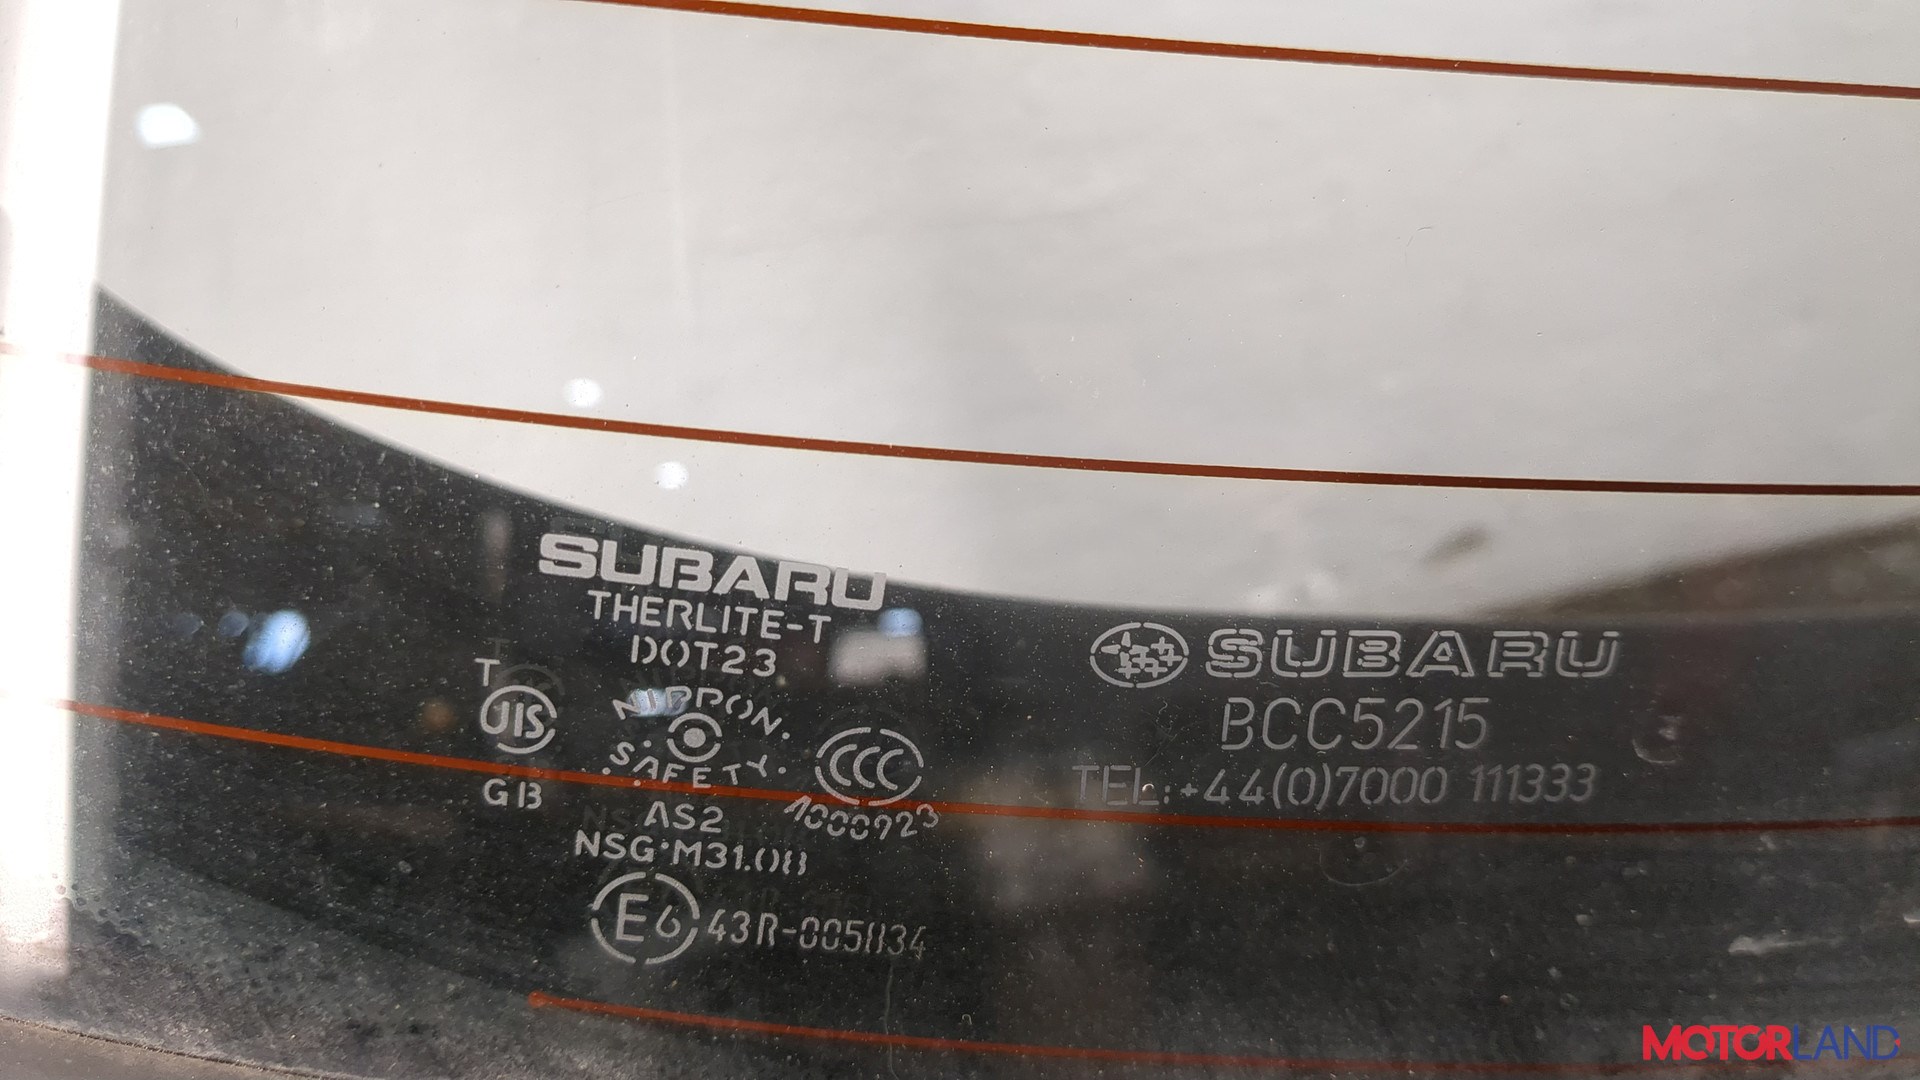 SUBARU
THERLITE-T
DOT23
T
JIS
GB
NIPPON
SAFETY
CCC
1000923
AS2
NSG·M31.08
E6 43R-005834
SUBARU
BCC5215
TEL:+44(0)7000 111333
MOTORLAND